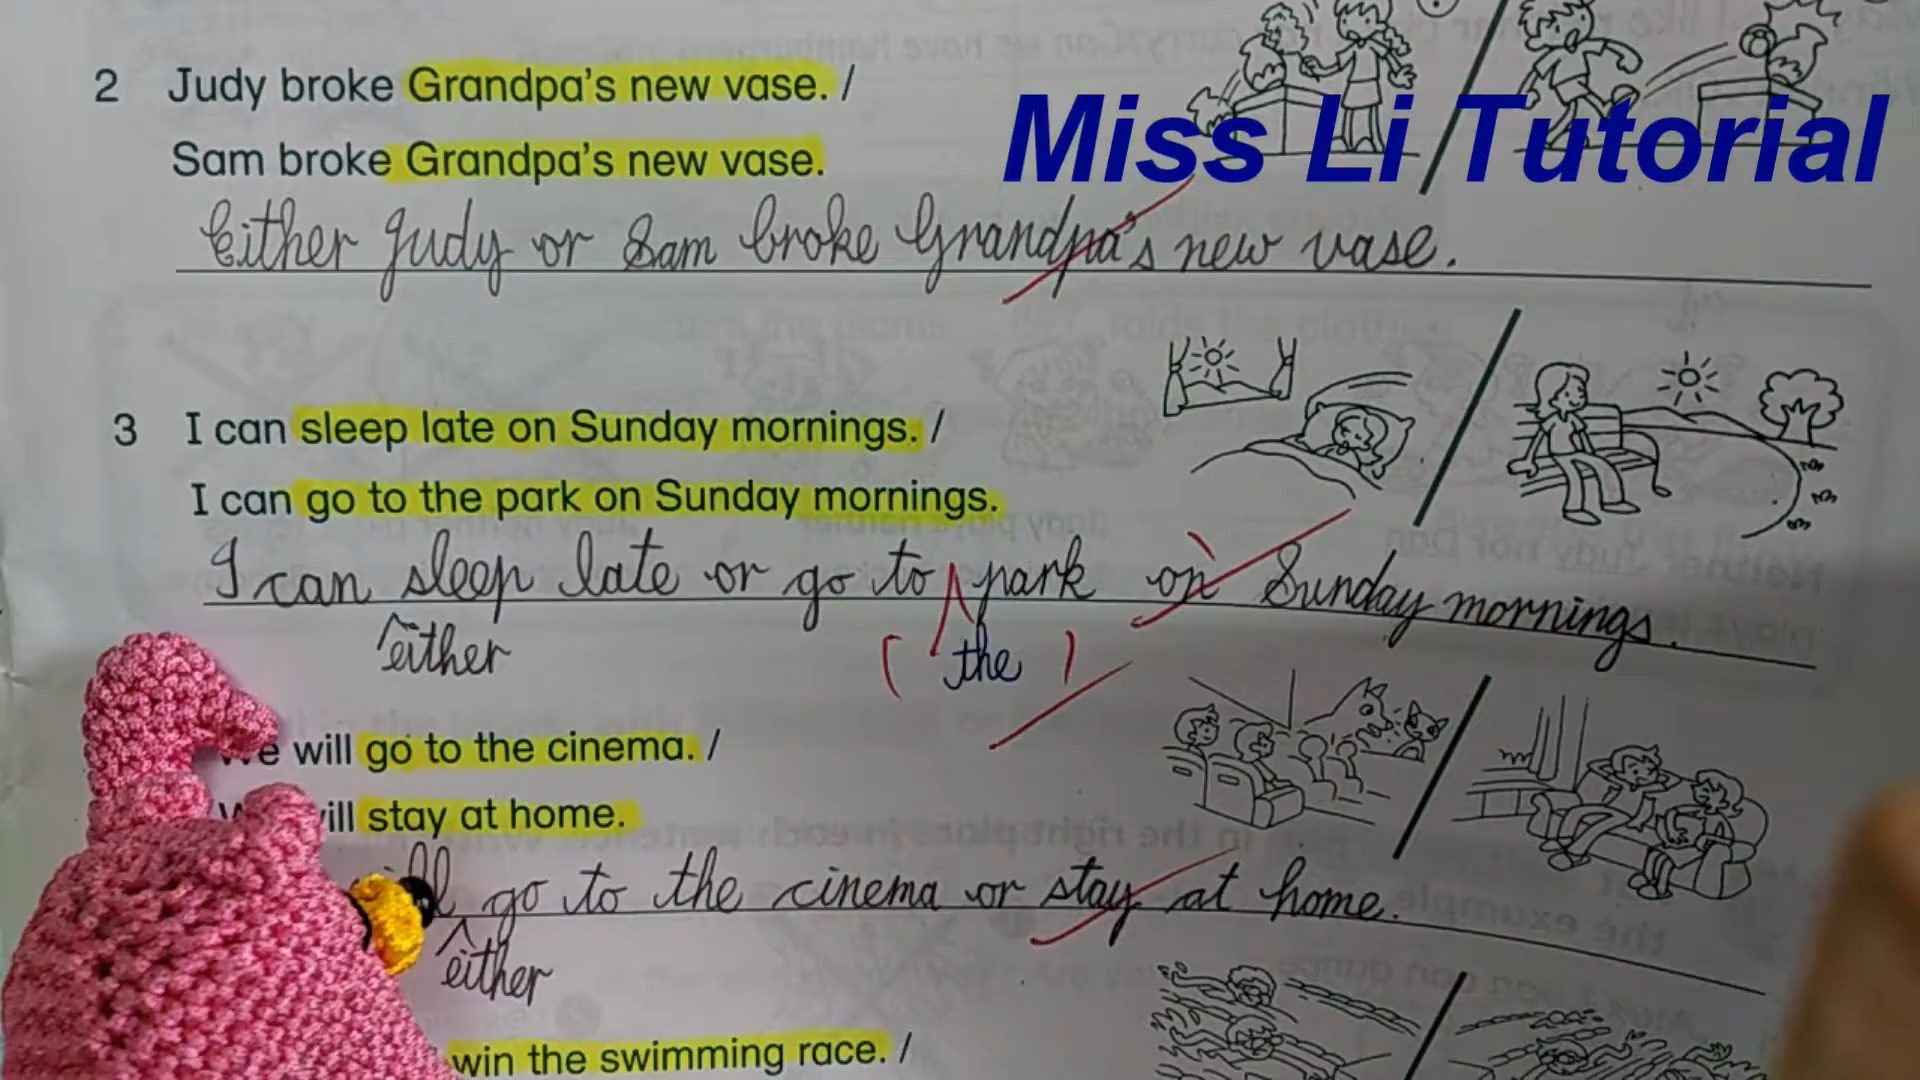 2 Judy broke Grandpa's new vase. /
Sam broke Grandpa's new vase.
Miss Li Tutorial
Either Judy or Sam broke Grandpa's new vase.
3 I can sleep late on Sunday mornings. /
I can go to the park on Sunday mornings.
I can sleep late or go to park on Sunday mornings.
either ( the )
will go to the cinema. /
stay at home.
go to the cinema or stay at home.
either
win the swimming race. /